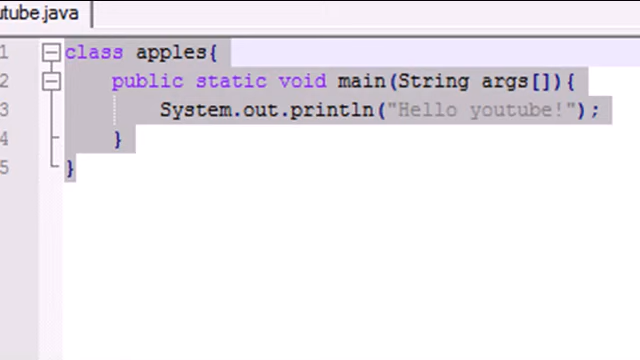 utube.java
1 class apples{
2 public static void main(String args[]){
3 System.out.println("Hello youtube!");
4 }
5 }